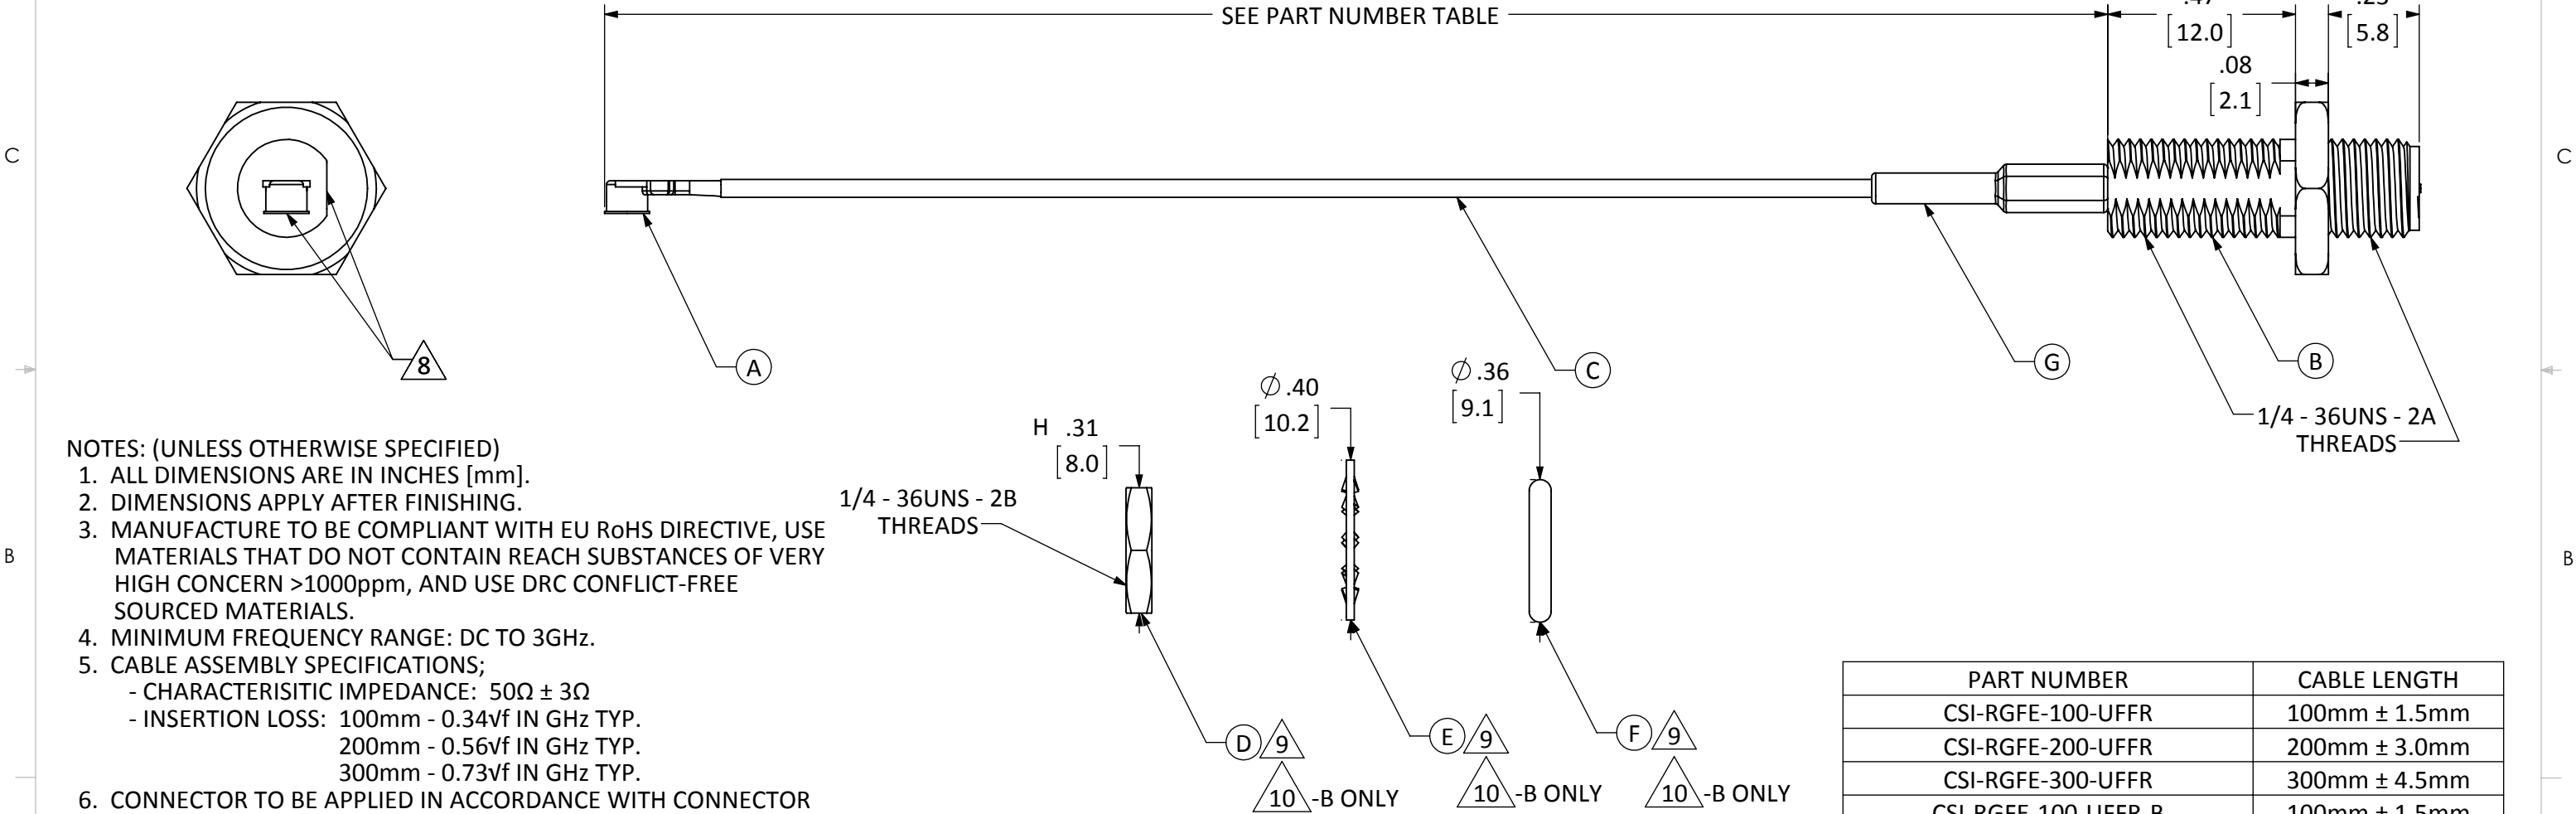 SEE PART NUMBER TABLE
[12.0]
[5.8]
.08
[2.1]
C
C
8
A
C
G
B
1/4 - 36UNS - 2A
THREADS
H .31
[8.0]
∅ .40
[10.2]
∅ .36
[9.1]
1/4 - 36UNS - 2B
THREADS
NOTES: (UNLESS OTHERWISE SPECIFIED)
1. ALL DIMENSIONS ARE IN INCHES [mm].
2. DIMENSIONS APPLY AFTER FINISHING.
3. MANUFACTURE TO BE COMPLIANT WITH EU RoHS DIRECTIVE, USE
MATERIALS THAT DO NOT CONTAIN REACH SUBSTANCES OF VERY
HIGH CONCERN >1000ppm, AND USE DRC CONFLICT-FREE
SOURCED MATERIALS.
4. MINIMUM FREQUENCY RANGE: DC TO 3GHz.
5. CABLE ASSEMBLY SPECIFICATIONS;
- CHARACTERISITIC IMPEDANCE: 50Ω ± 3Ω
- INSERTION LOSS: 100mm - 0.34√f IN GHz TYP.
200mm - 0.56√f IN GHz TYP.
300mm - 0.73√f IN GHz TYP.
6. CONNECTOR TO BE APPLIED IN ACCORDANCE WITH CONNECTOR
B
B
D 9
10 -B ONLY
E 9
10 -B ONLY
F 9
10 -B ONLY
PART NUMBER CABLE LENGTH
CSI-RGFE-100-UFFR 100mm ± 1.5mm
CSI-RGFE-200-UFFR 200mm ± 3.0mm
CSI-RGFE-300-UFFR 300mm ± 4.5mm
CSI-RGFE-100-UFFR-B 100mm ± 1.5mm